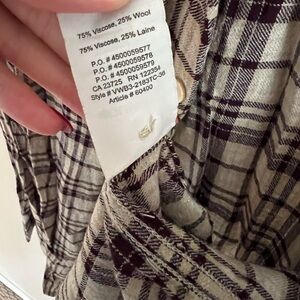 75% Viscose, 25% Wool
75% Viscose, 25% Laine
P.O. # 4500059577
P.O. # 4500059578
P.O. # 4500059579
CA 23725 RN 122354
Style # VWB3-2183TC-36
Article # 60400